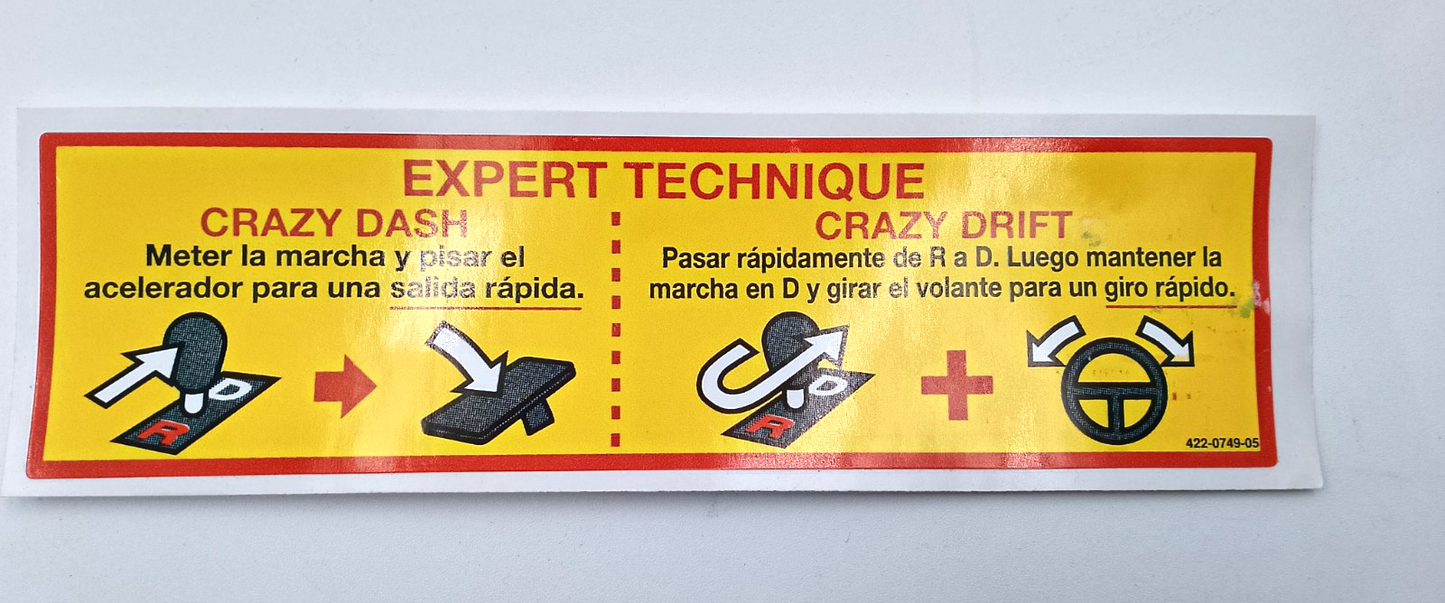 EXPERT TECHNIQUE
CRAZY DASH
Meter la marcha y pisar el
acelerador para una salida rápida.
D
R
CRAZY DRIFT
Pasar rápidamente de R a D. Luego mantener la
marcha en D y girar el volante para un giro rápido.
D
R
422-0749-05